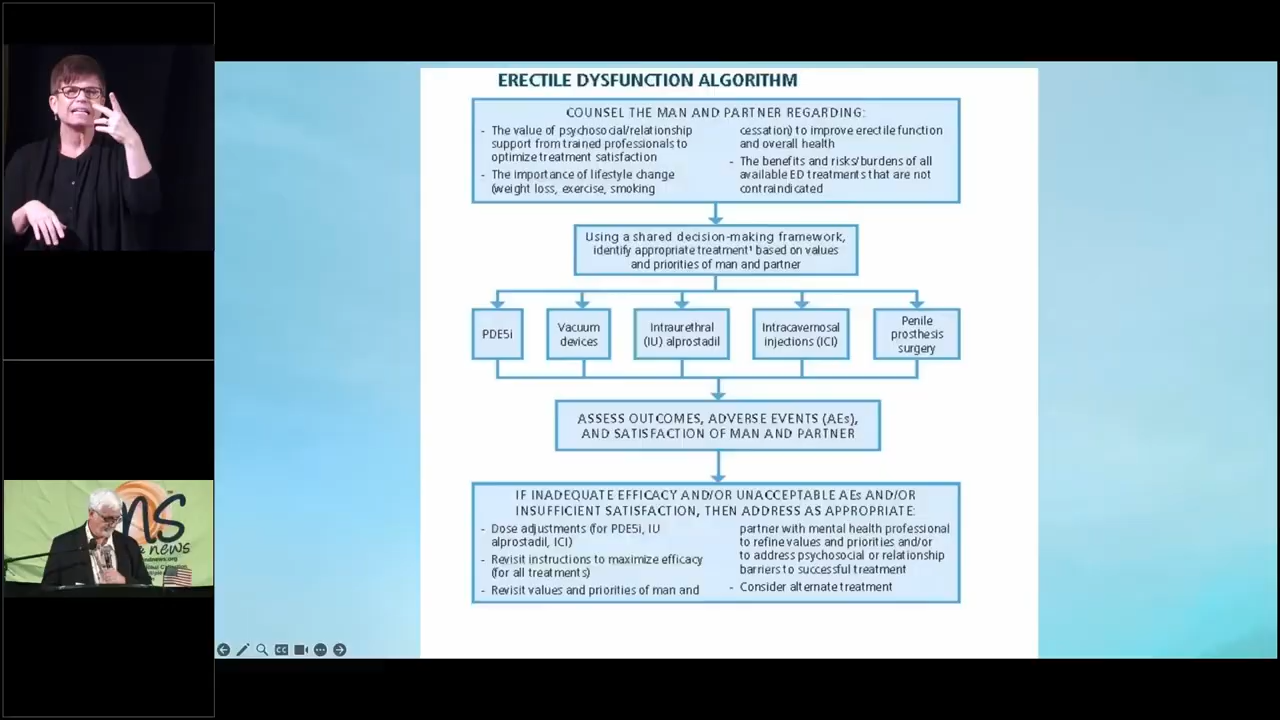 ERECTILE DYSFUNCTION ALGORITHM
COUNSEL THE MAN AND PARTNER REGARDING:
- The value of psychosocial/relationship
support from trained professionals to
optimize treatment satisfaction
- The importance of lifestyle change
(weight loss, exercise, smoking
cessation) to improve erectile function
and overall health
- The benefits and risks/burdens of all
available ED treatments that are not
contraindicated
Using a shared decision-making framework,
identify appropriate treatment¹ based on values
and priorities of man and partner
PDE5i
Vacuum
devices
Intraurethral
(IU) alprostadil
Intracavernosal
injections (ICI)
Penile
prosthesis
surgery
ASSESS OUTCOMES, ADVERSE EVENTS (AEs),
AND SATISFACTION OF MAN AND PARTNER
IF INADEQUATE EFFICACY AND/OR UNACCEPTABLE AEs AND/OR
INSUFFICIENT SATISFACTION, THEN ADDRESS AS APPROPRIATE:
- Dose adjustments (for PDE5i, IU
alprostadil, ICI)
- Revisit instructions to maximize efficacy
(for all treatments)
- Revisit values and priorities of man and
partner with mental health professional
to refine values and priorities and/or
to address psychosocial or relationship
barriers to successful treatment
- Consider alternate treatment
ns
news
CC